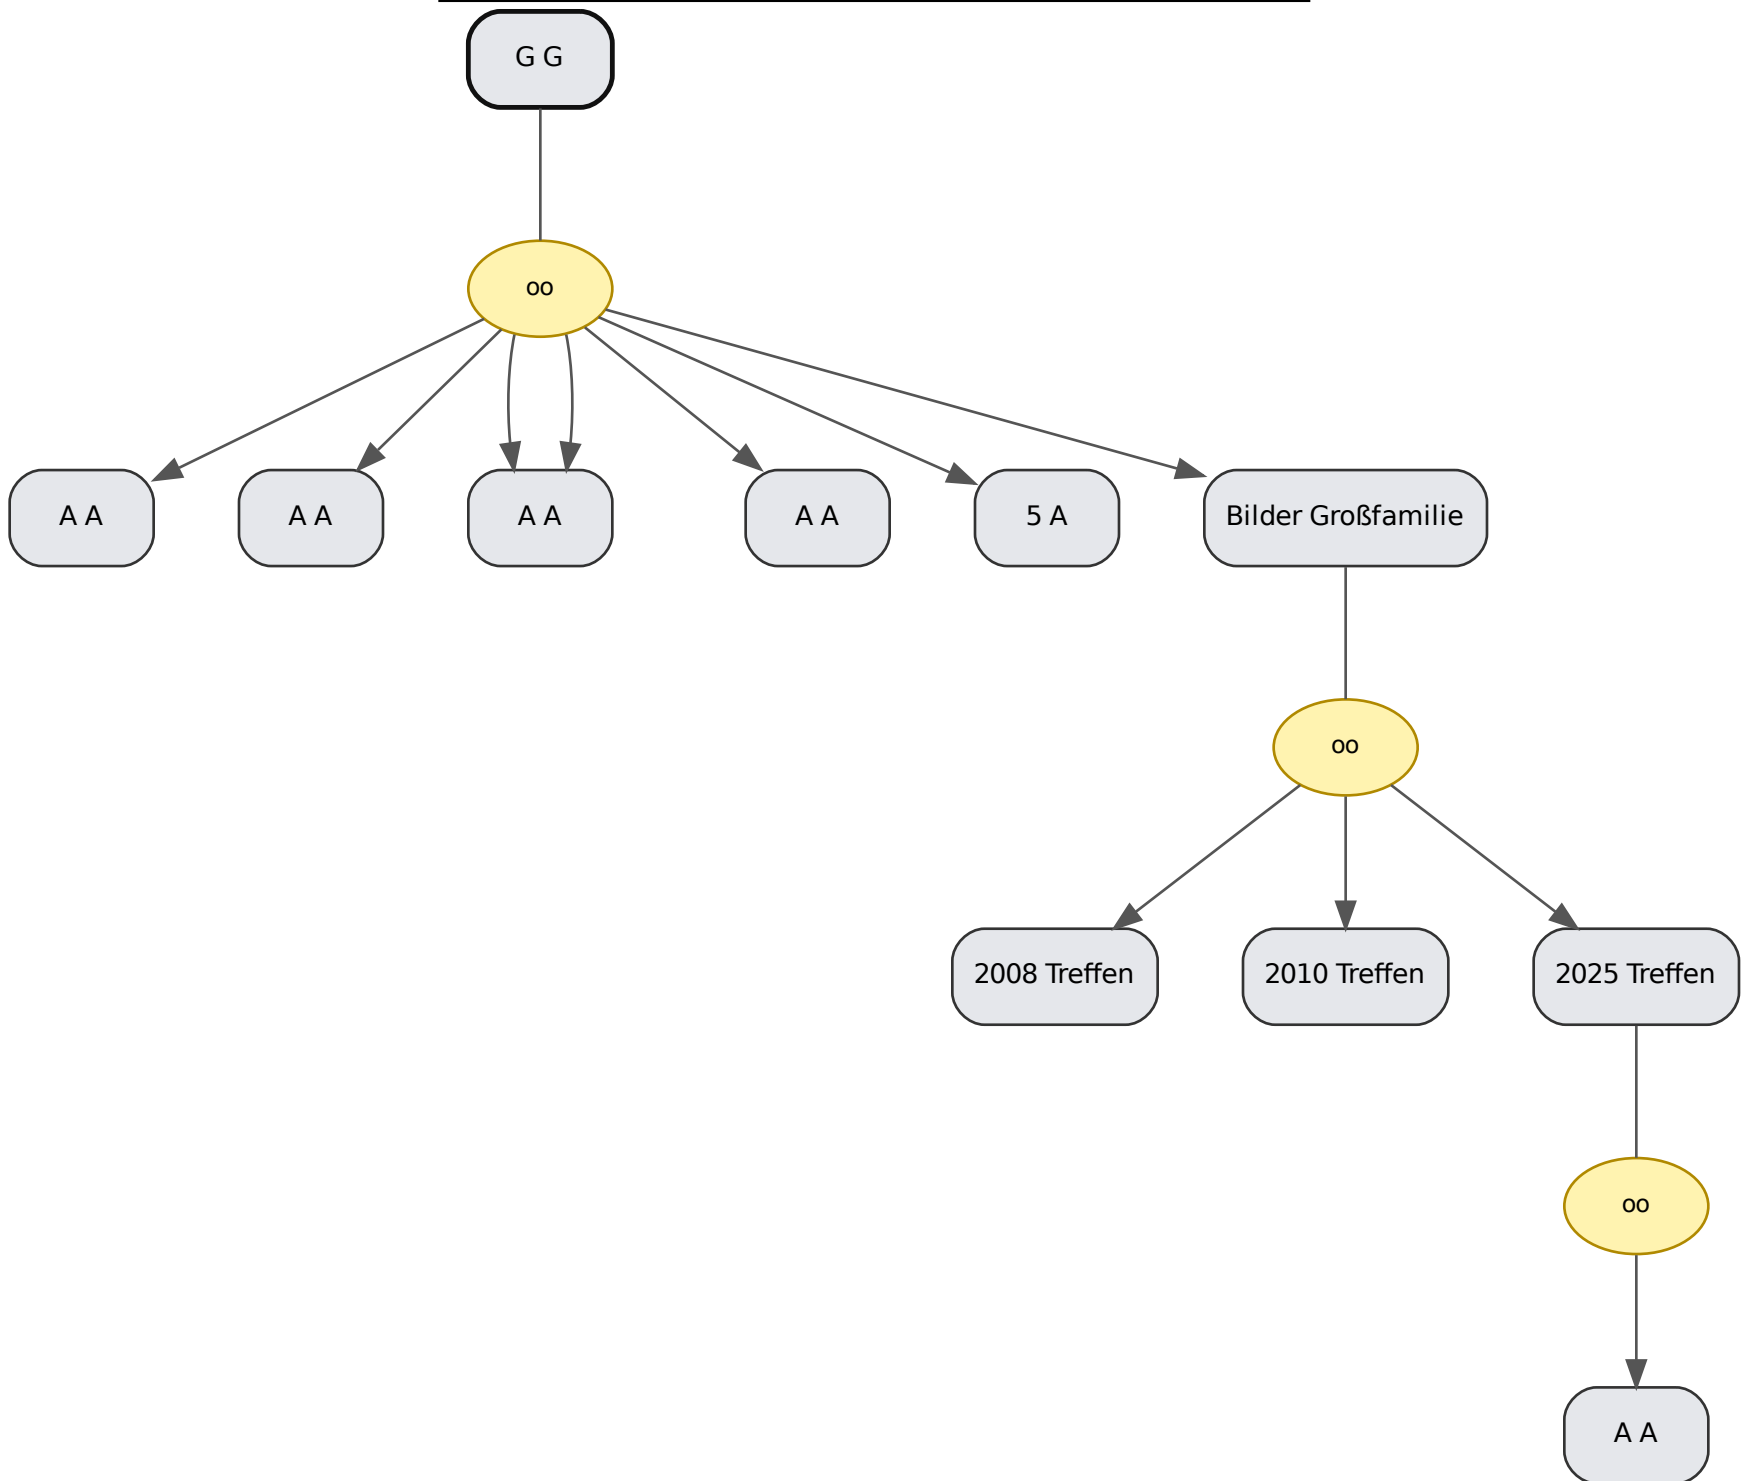 G G
oo
A A
A A
A A
A A
5 A
Bilder Großfamilie
oo
2008 Treffen
2010 Treffen
2025 Treffen
oo
A A